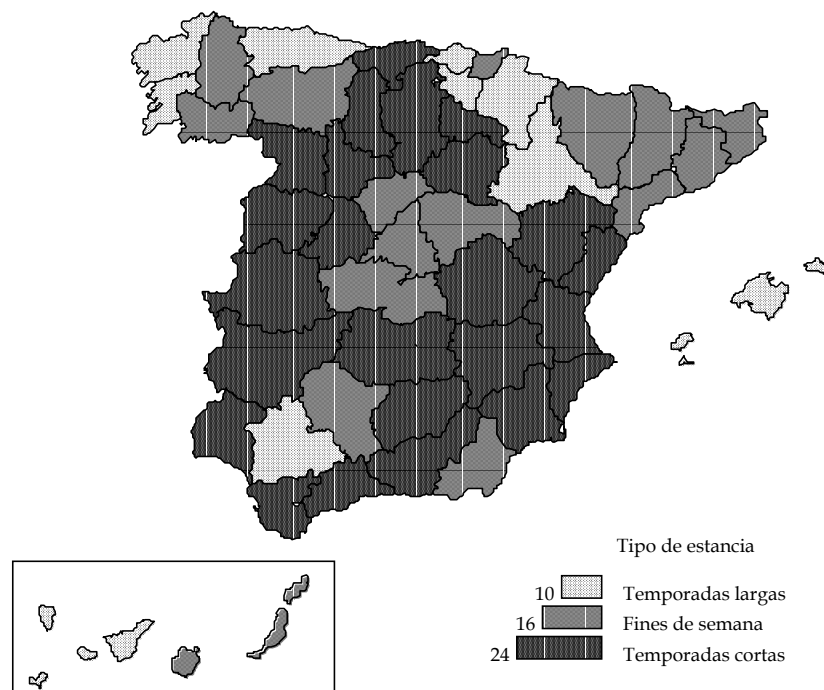 Tipo de estancia
10 Temporadas largas
16 Fines de semana
24 Temporadas cortas